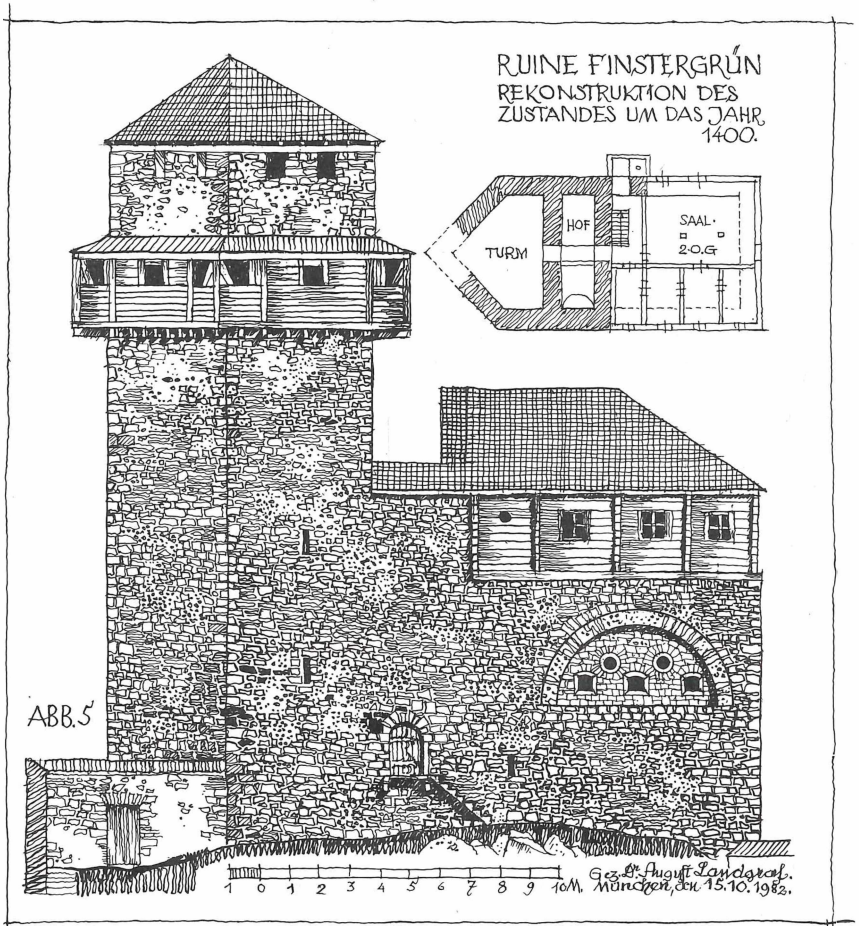 RUINE FINSTERGRÜN
REKONSTRUKTION DES
ZUSTANDES UM DAS JAHR
1400.
TURM
HOF
SAAL.
2.O.G
ABB.5
1 0 1 2 3 4 5 6 7 8 9 10M.
Gez. Dr. August Landgraf.
München, den 15.10.1982.